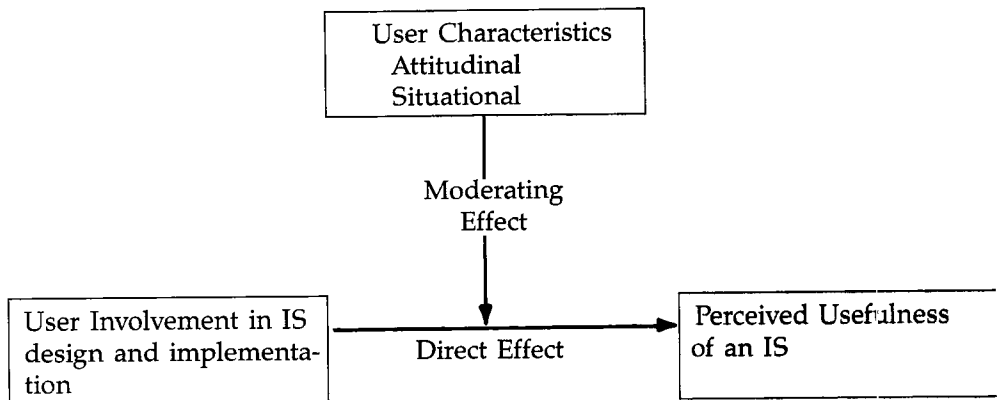 User Characteristics
Attitudinal
Situational
Moderating
Effect
User Involvement in IS
design and implementa-
tion
Direct Effect
Perceived Usefulness
of an IS